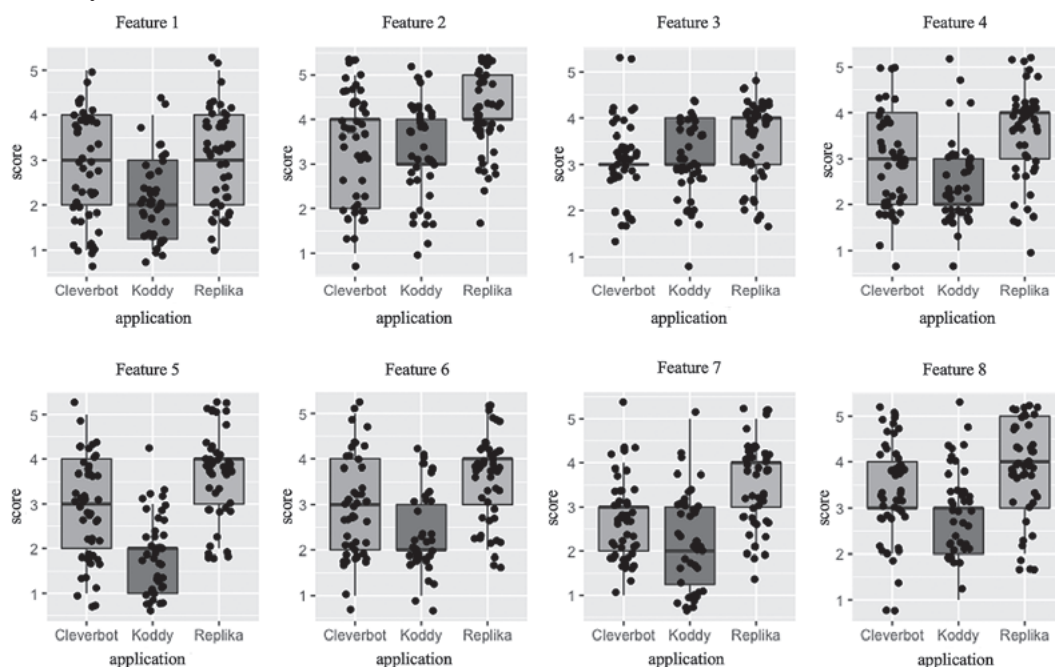 Feature 1
Feature 2
Feature 3
Feature 4
score
5
4
3
2
1
Cleverbot Koddy Replika
application
score
5
4
3
2
1
Cleverbot Koddy Replika
application
score
5
4
3
2
1
Cleverbot Koddy Replika
application
score
5
4
3
2
1
Cleverbot Koddy Replika
application
Feature 5
Feature 6
Feature 7
Feature 8
score
5
4
3
2
1
Cleverbot Koddy Replika
application
score
5
4
3
2
1
Cleverbot Koddy Replika
application
score
5
4
3
2
1
Cleverbot Koddy Replika
application
score
5
4
3
2
1
Cleverbot Koddy Replika
application